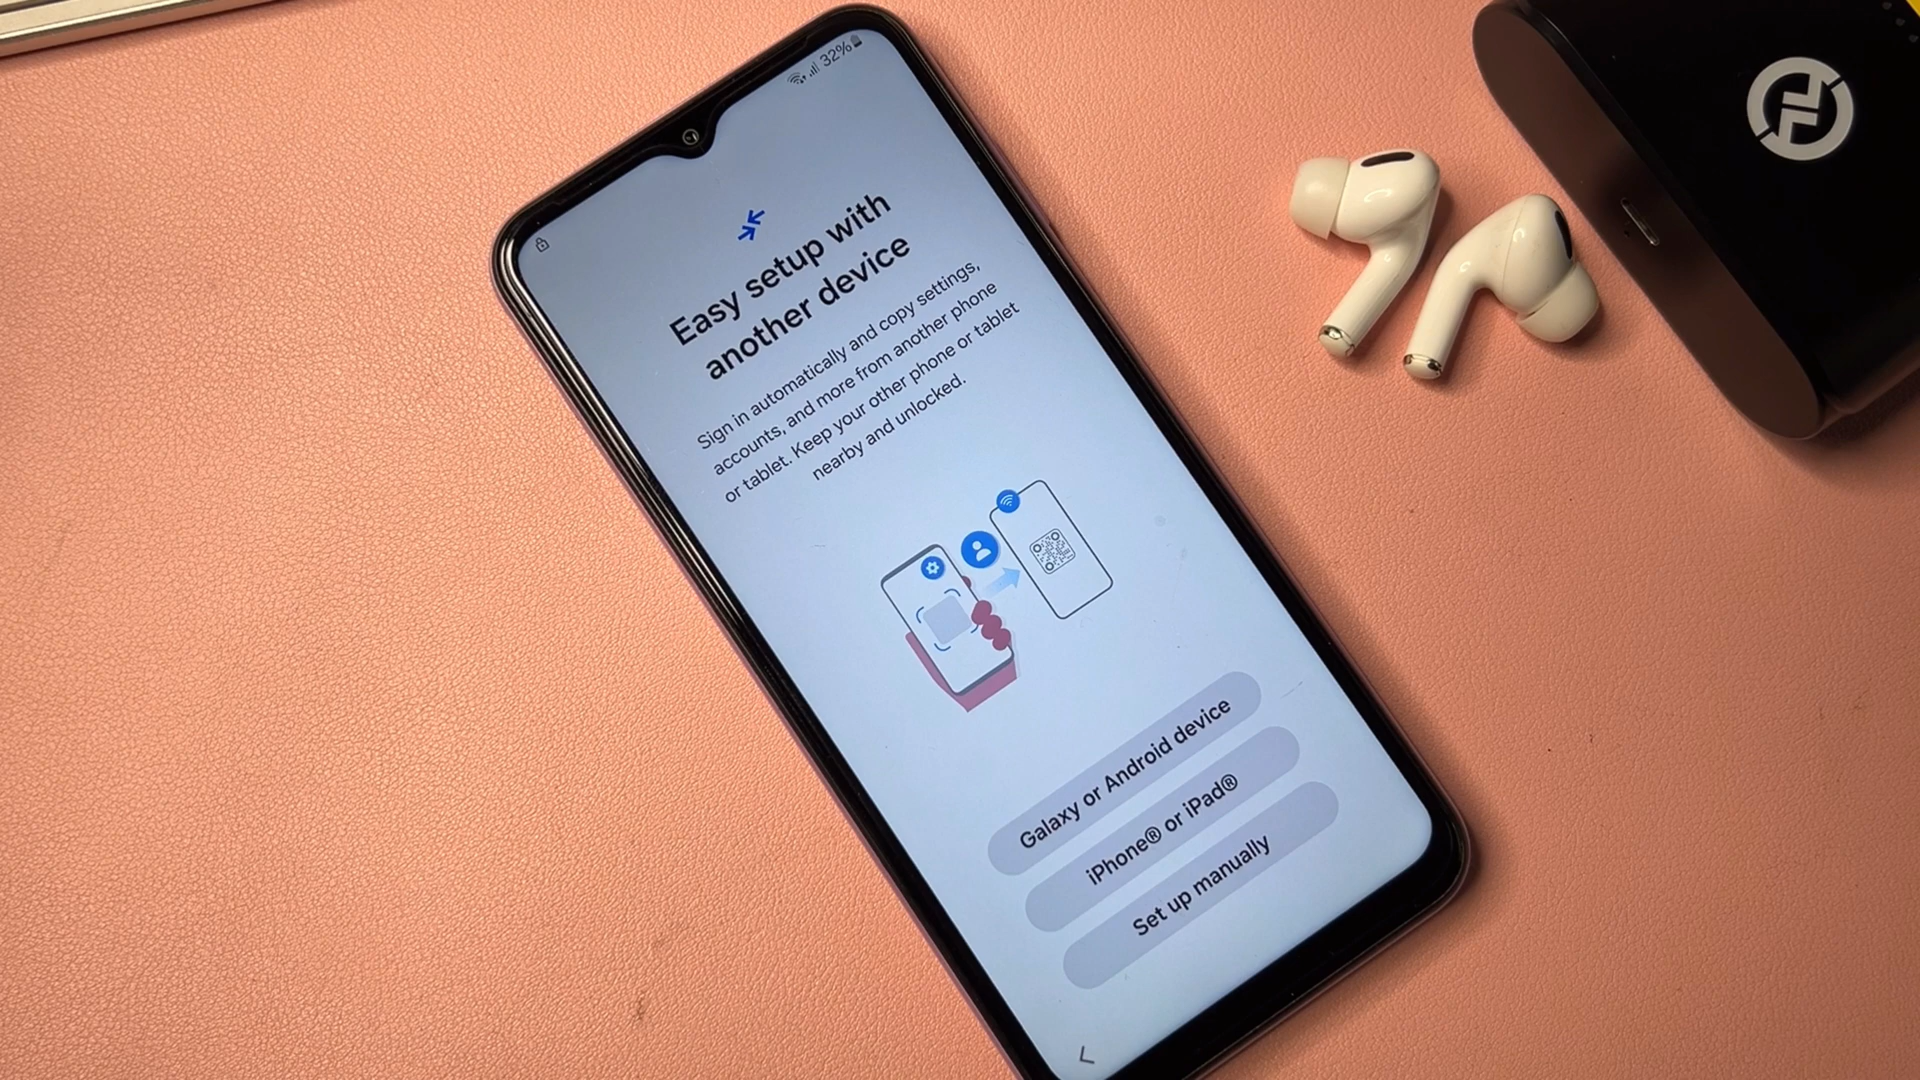 32%
Easy setup with
another device
Sign in automatically and copy settings,
accounts, and more from another phone
or tablet. Keep your other phone or tablet
nearby and unlocked.
Galaxy or Android device
iPhone® or iPad®
Set up manually